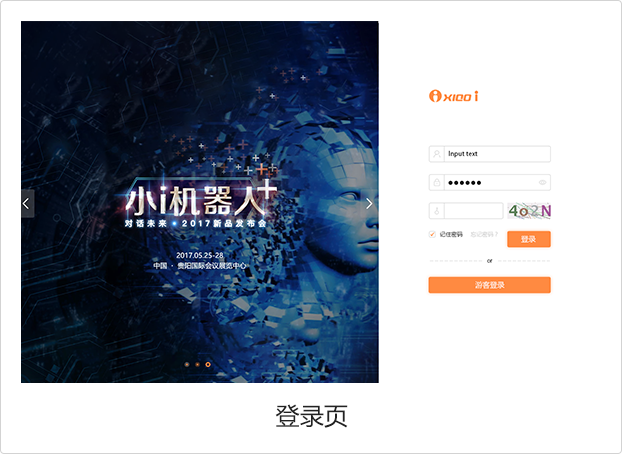 小i机器人+
对话未来 • 2017新品发布会
2017.05.25-28
中国 · 贵阳国际会议展览中心
xiao i
Input text
4o2N
记住密码 忘记密码?
登录
or
游客登录
登录页